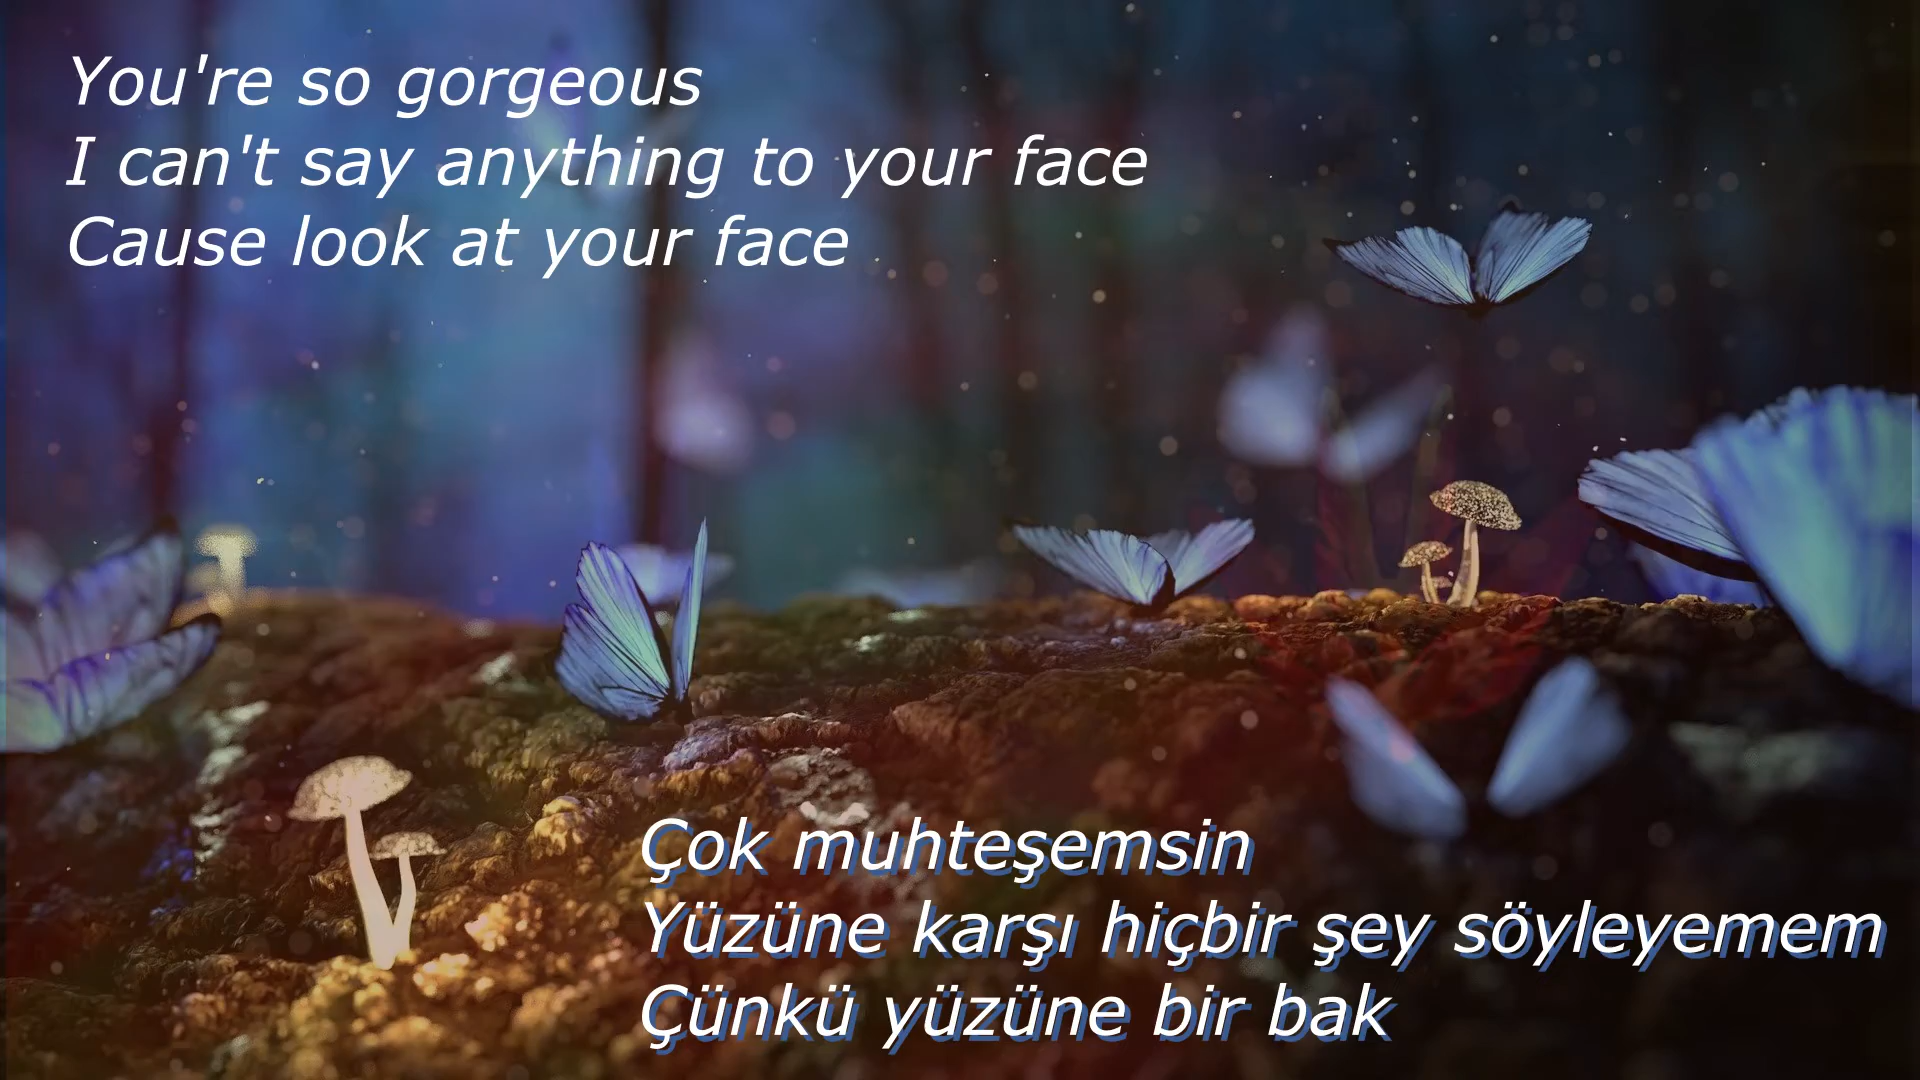 You're so gorgeous
I can't say anything to your face
Cause look at your face
Çok muhteşemsin
Yüzüne karşı hiçbir şey söyleyemem
Çünkü yüzüne bir bak